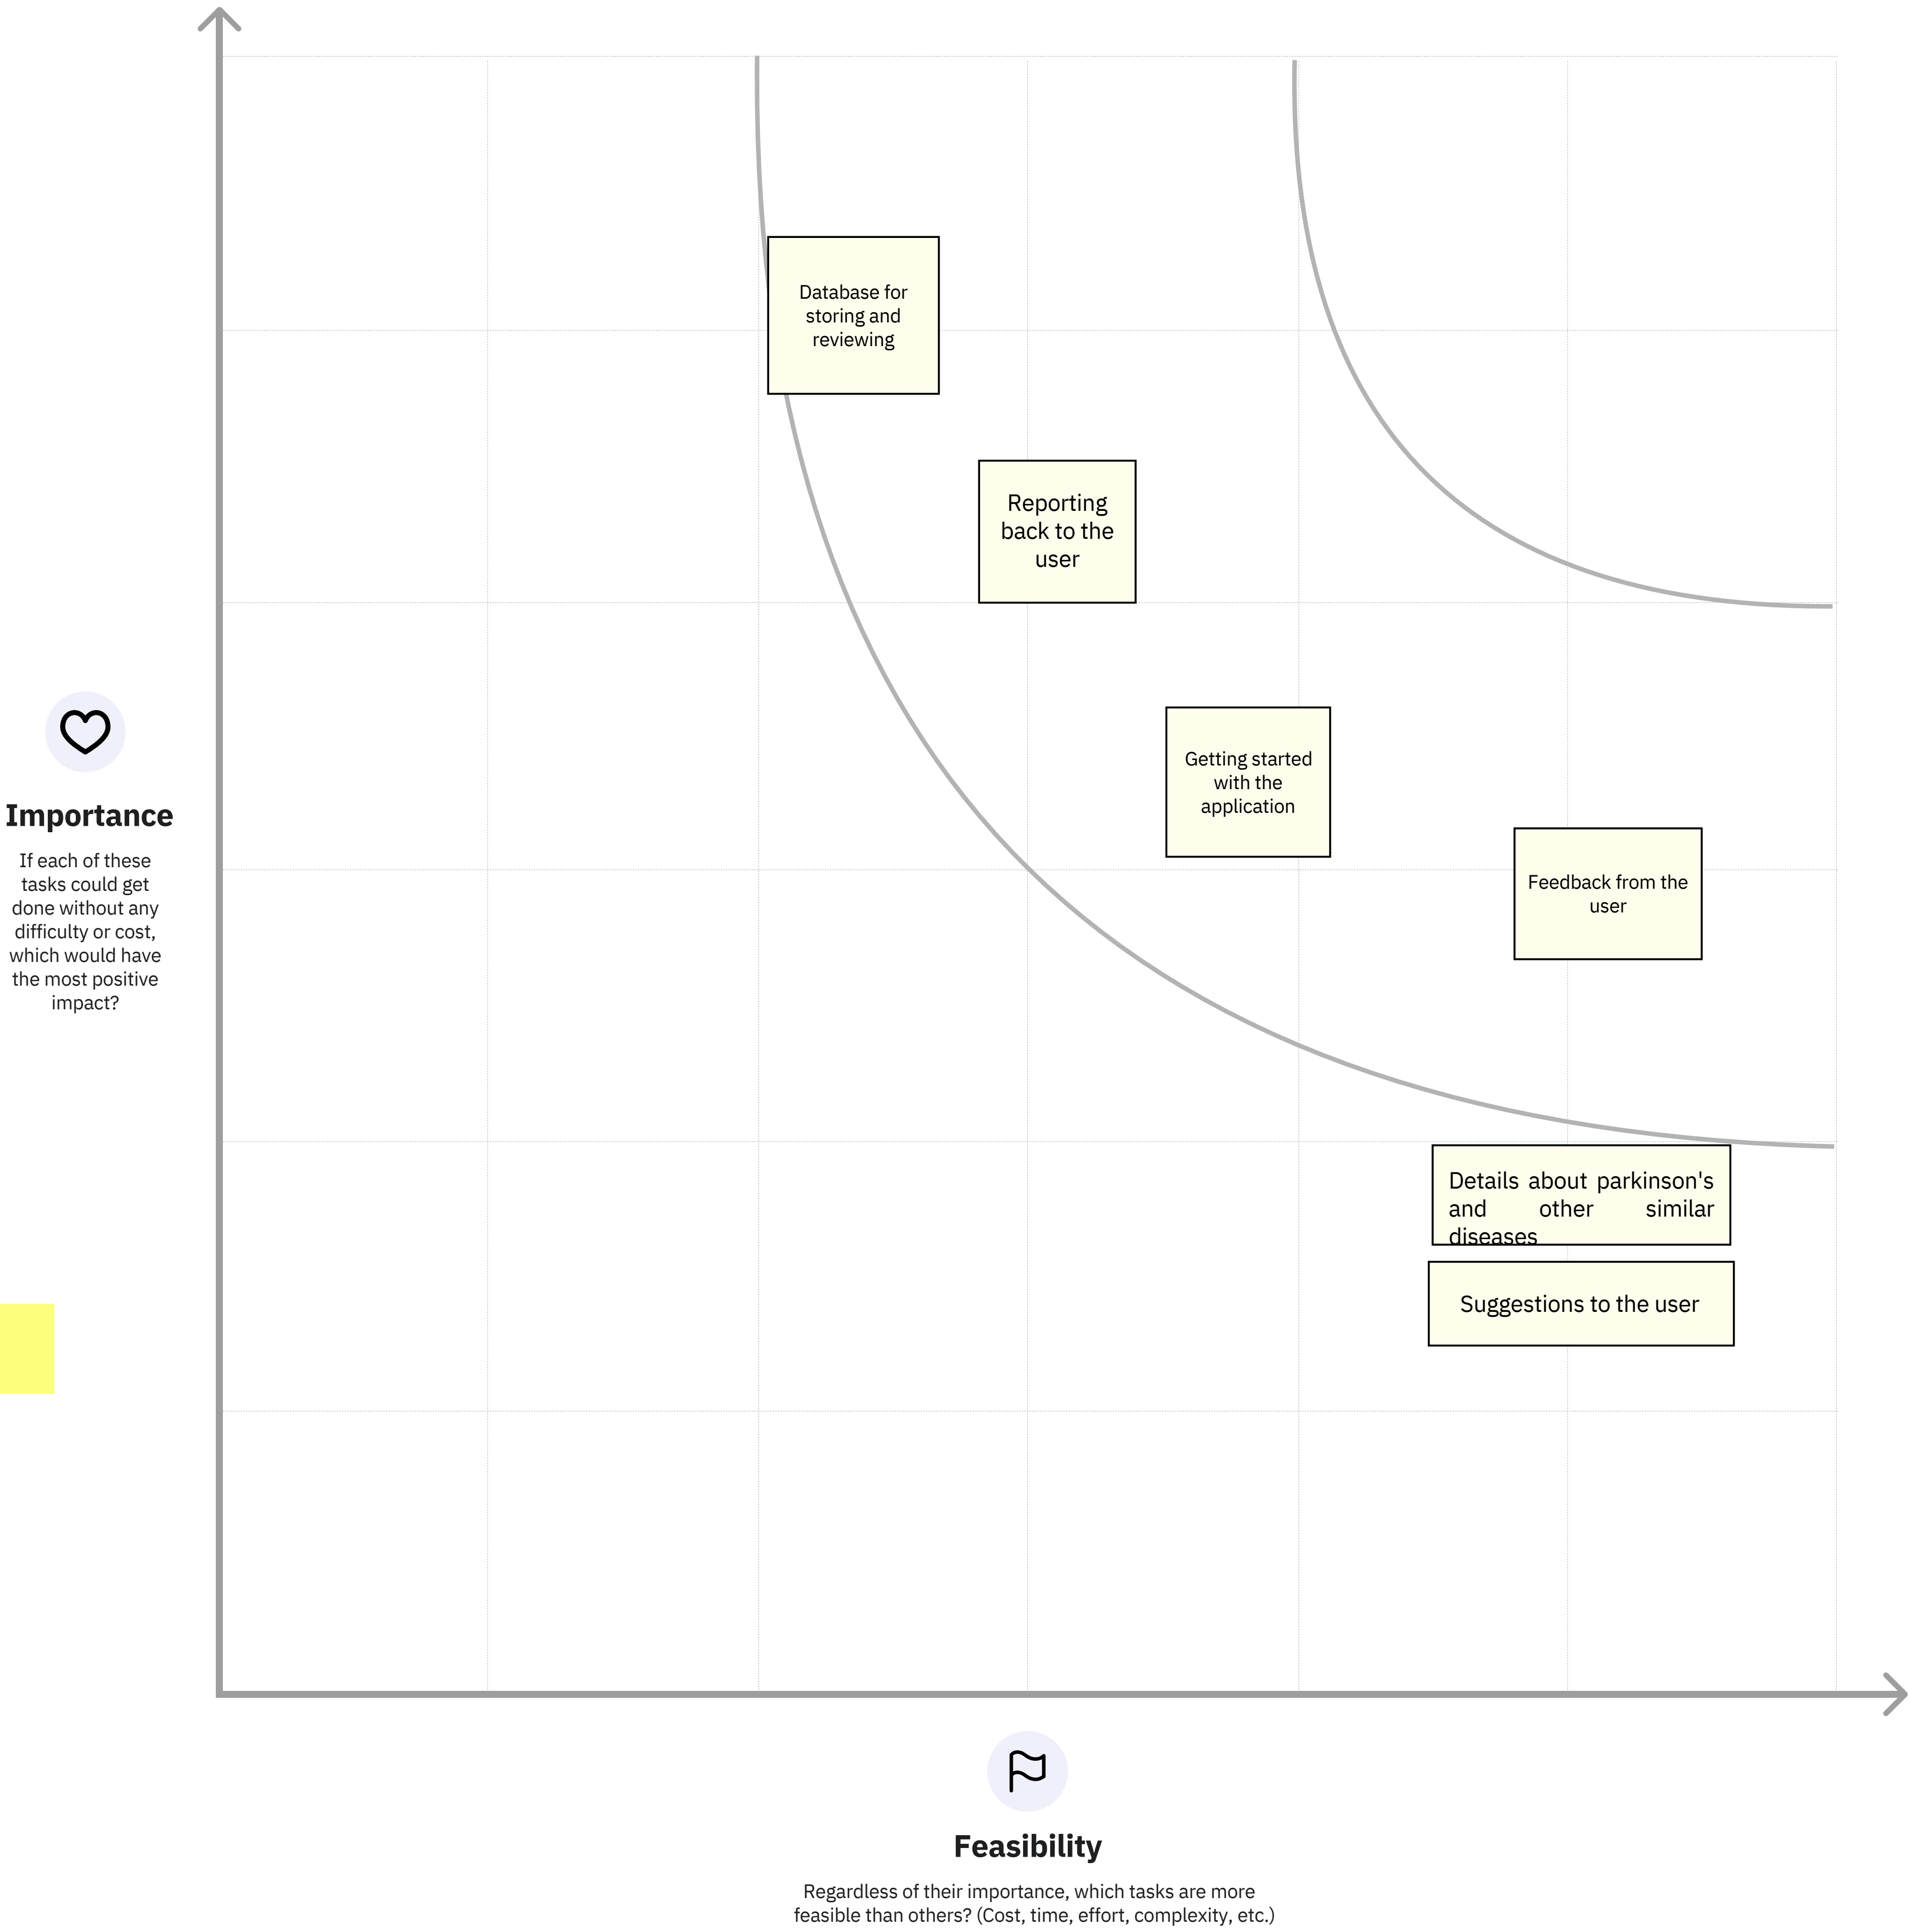 Database for
storing and
reviewing
Reporting
back to the
user
Getting started
with the
application
Feedback from the
user
Importance
If each of these
tasks could get
done without any
difficulty or cost,
which would have
the most positive
impact?
Details about parkinson's
and other similar
diseases
Suggestions to the user
Feasibility
Regardless of their importance, which tasks are more
feasible than others? (Cost, time, effort, complexity, etc.)